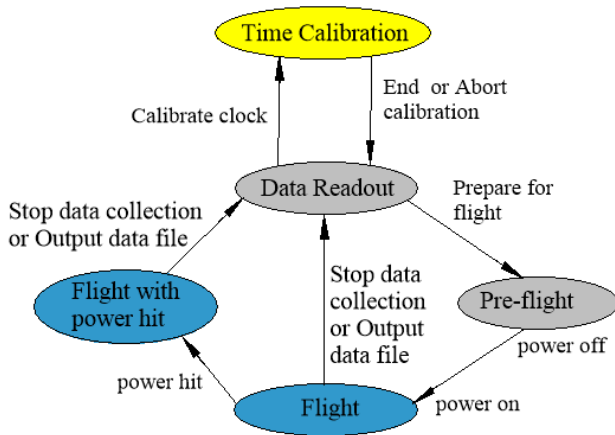 Time Calibration
Calibrate clock
End or Abort
calibration
Data Readout
Prepare for
flight
Stop data collection
or Output data file
Stop data
collection
or Output
data file
Flight with
power hit
Pre-flight
power off
power hit
Flight
power on